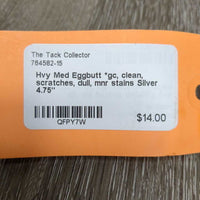 The Tack Collector
764582-15
Hvy Med Eggbutt *gc, clean,
scratches, dull, mnr stains Silver
4.75"
QFPY7W
$14.00